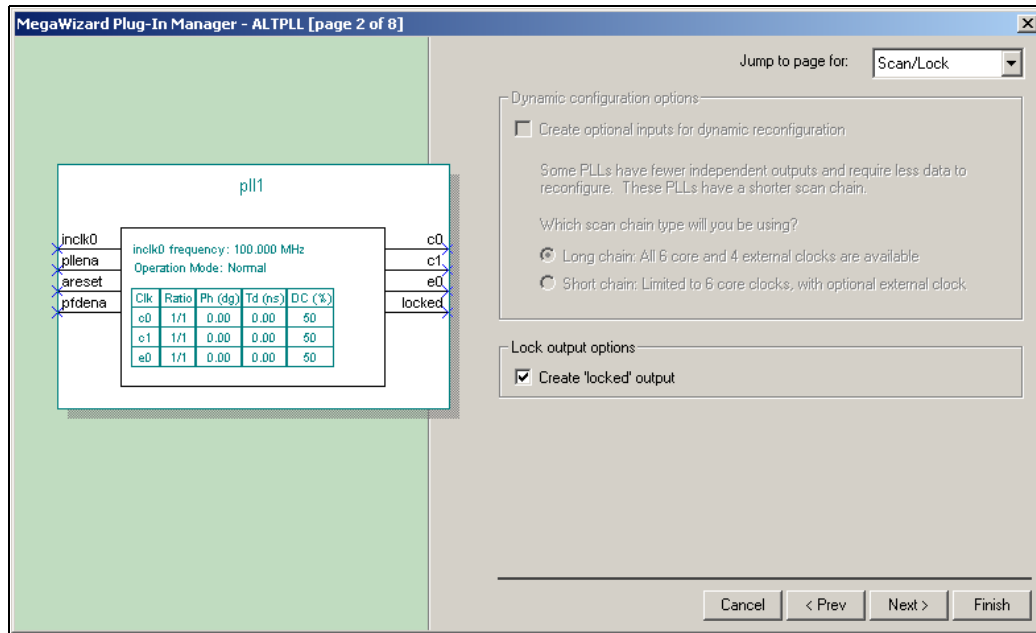 MegaWizard Plug-In Manager - ALTPLL [page 2 of 8]
Jump to page for: Scan/Lock
Dynamic configuration options
Create optional inputs for dynamic reconfiguration
Some PLLs have fewer independent outputs and require less data to
reconfigure. These PLLs have a shorter scan chain.
Which scan chain type will you be using?
Long chain: All 6 core and 4 external clocks are available
Short chain: Limited to 6 core clocks, with optional external clock
Lock output options
Create 'locked' output
pll1
inclk0
pllena
areset
pfdena
inclk0 frequency: 100.000 MHz
Operation Mode: Normal
Clk Ratio Ph (dg) Td (ns) DC (%)
c0 1/1 0.00 0.00 50
c1 1/1 0.00 0.00 50
e0 1/1 0.00 0.00 50
c0
c1
e0
locked
Cancel < Prev Next > Finish